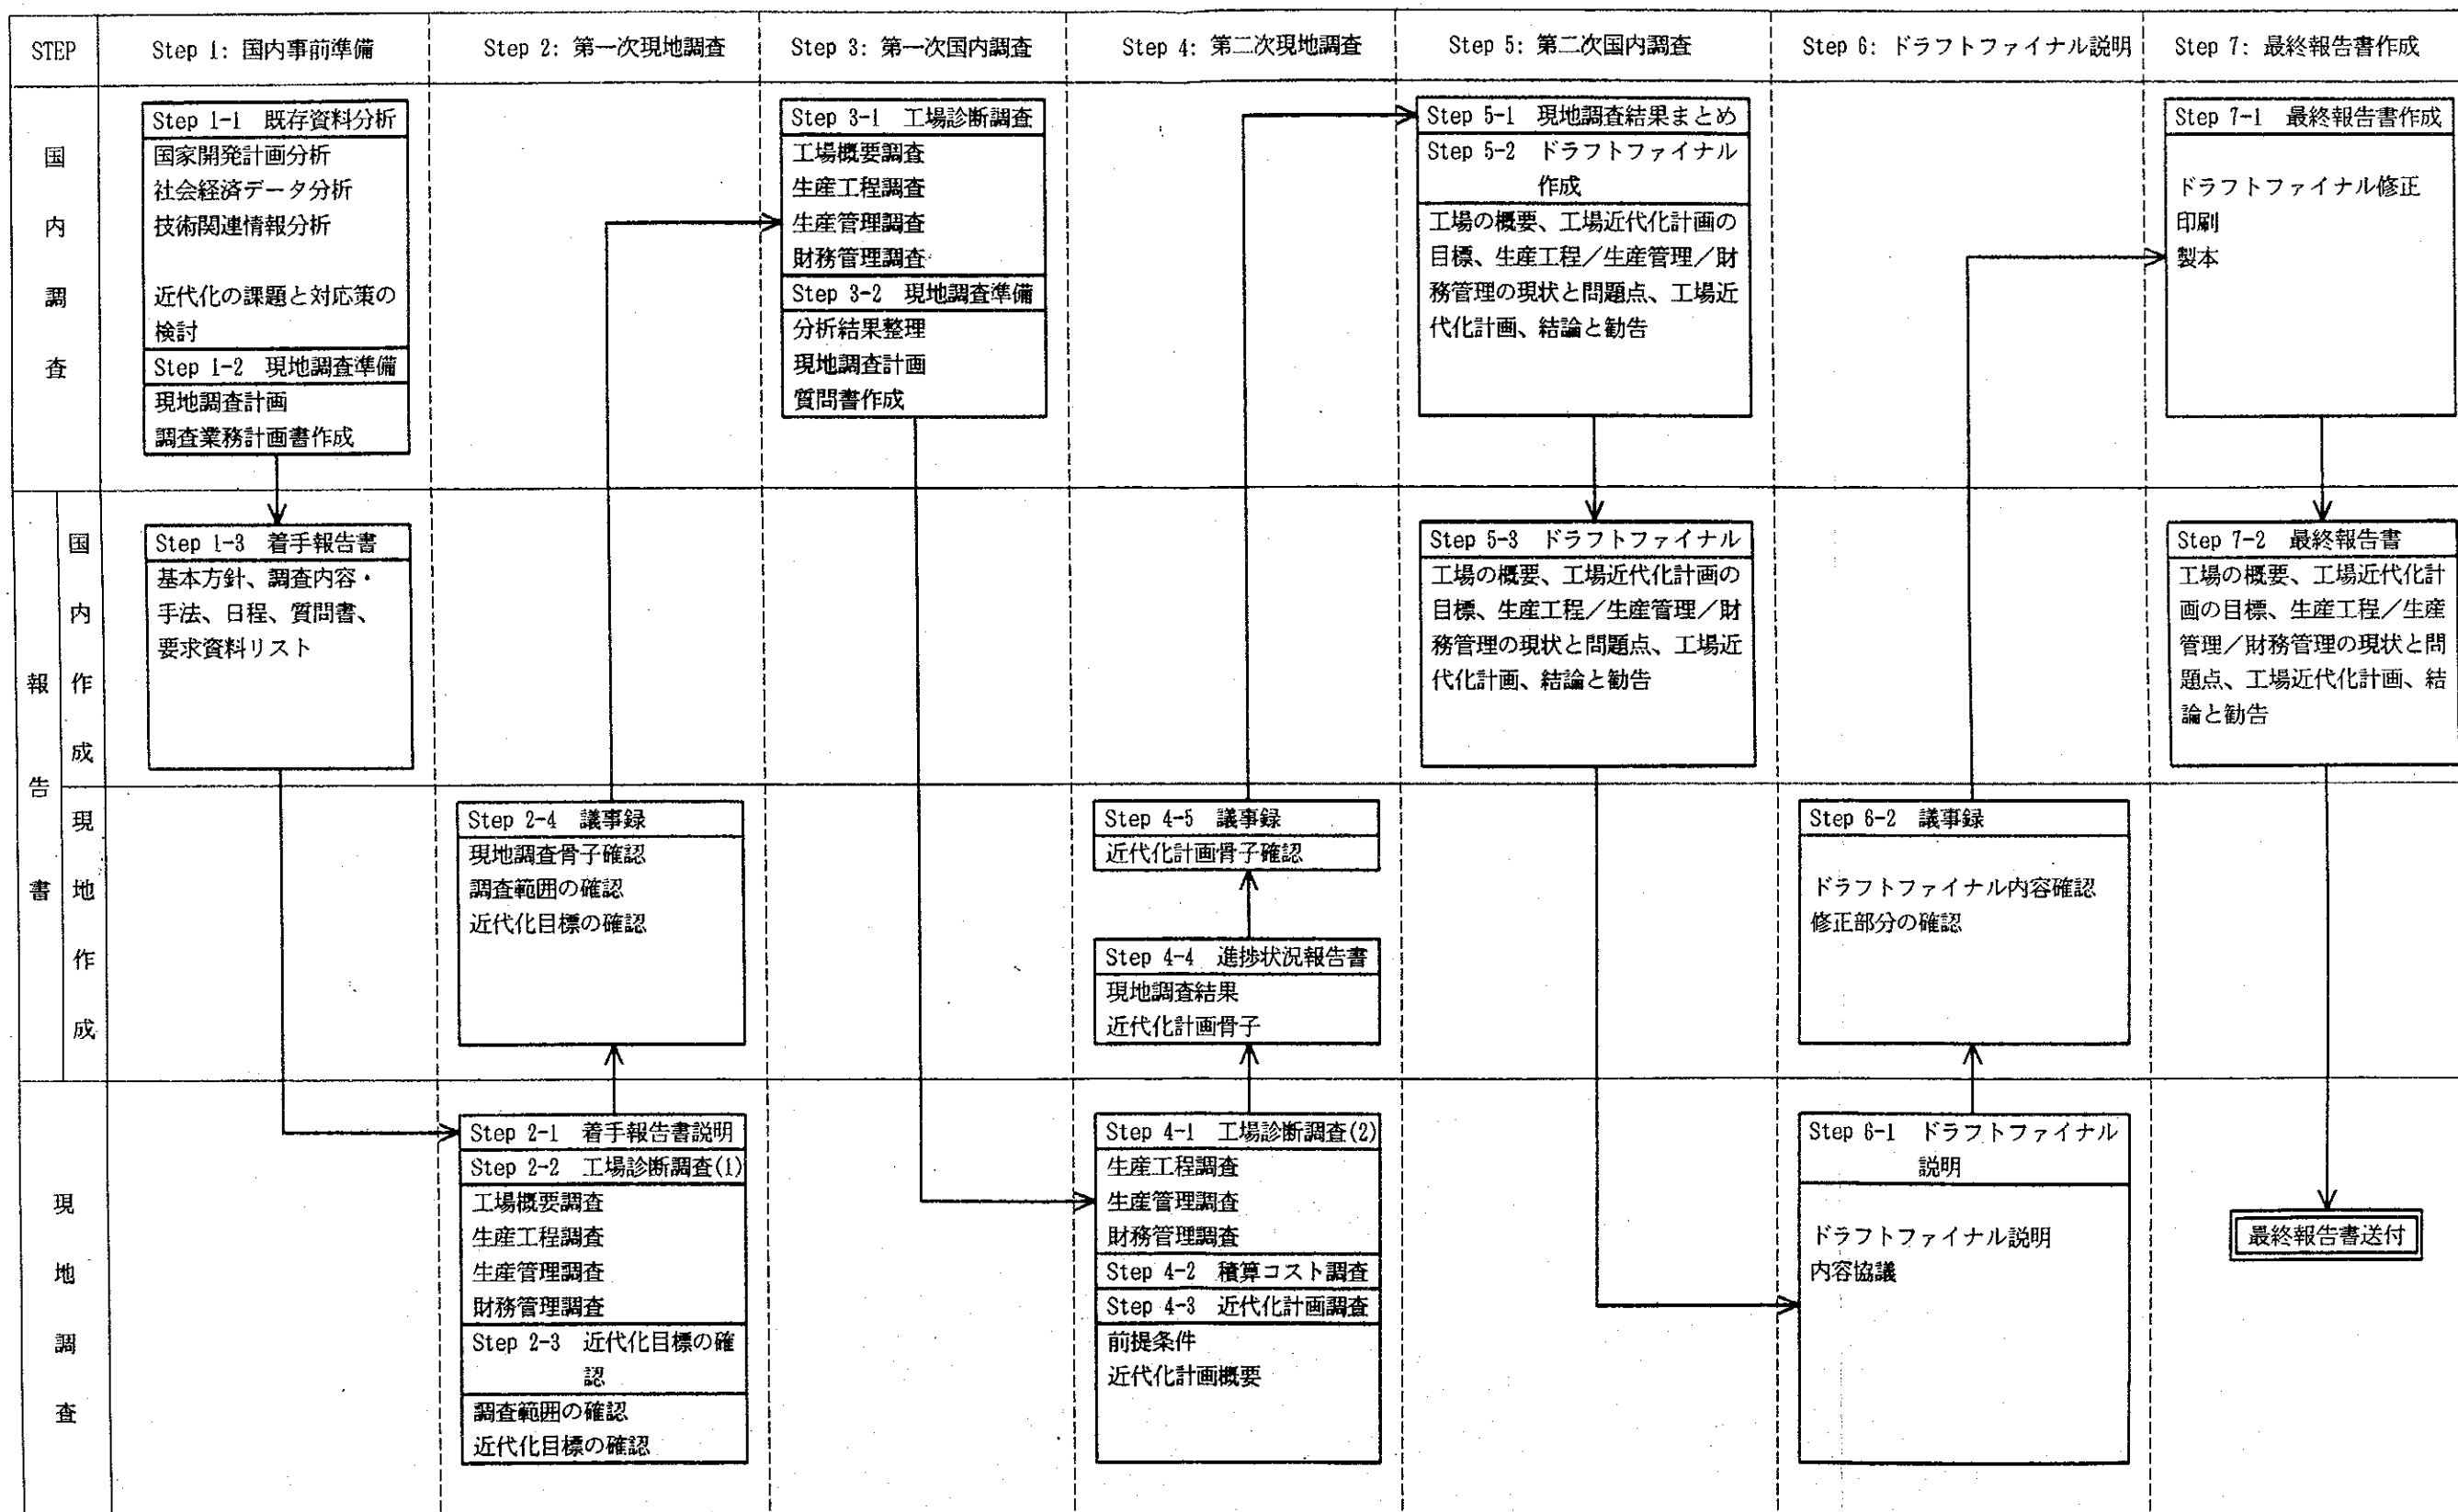 STEP
Step 1: 国内事前準備
Step 2: 第一次現地調査
Step 3: 第一次国内調査
Step 4: 第二次現地調査
Step 5: 第二次国内調査
Step 6: ドラフトファイナル説明
Step 7: 最終報告書作成
国内調査
Step 1-1 既存資料分析
国家開発計画分析
社会経済データ分析
技術関連情報分析
近代化の課題と対応策の
検討
Step 1-2 現地調査準備
現地調査計画
調査業務計画書作成
Step 3-1 工場診断調査
工場概要調査
生産工程調査
生産管理調査
財務管理調査
Step 3-2 現地調査準備
分析結果整理
現地調査計画
質問書作成
Step 5-1 現地調査結果まとめ
Step 5-2 ドラフトファイナル
作成
工場の概要、工場近代化計画の
目標、生産工程／生産管理／財
務管理の現状と問題点、工場近
代化計画、結論と勧告
Step 7-1 最終報告書作成
ドラフトファイナル修正
印刷
製本
報告書
国内作成
Step 1-3 着手報告書
基本方針、調査内容・
手法、日程、質問書、
要求資料リスト
Step 5-3 ドラフトファイナル
工場の概要、工場近代化計画の
目標、生産工程／生産管理／財
務管理の現状と問題点、工場近
代化計画、結論と勧告
Step 7-2 最終報告書
工場の概要、工場近代化計
画の目標、生産工程／生産
管理／財務管理の現状と問
題点、工場近代化計画、結
論と勧告
現地作成
Step 2-4 議事録
現地調査骨子確認
調査範囲の確認
近代化目標の確認
Step 4-5 議事録
近代化計画骨子確認
Step 4-4 進捗状況報告書
現地調査結果
近代化計画骨子
Step 6-2 議事録
ドラフトファイナル内容確認
修正部分の確認
現地調査
Step 2-1 着手報告書説明
Step 2-2 工場診断調査(1)
工場概要調査
生産工程調査
生産管理調査
財務管理調査
Step 2-3 近代化目標の確
認
調査範囲の確認
近代化目標の確認
Step 4-1 工場診断調査(2)
生産工程調査
生産管理調査
財務管理調査
Step 4-2 積算コスト調査
Step 4-3 近代化計画調査
前提条件
近代化計画概要
Step 6-1 ドラフトファイナル
説明
ドラフトファイナル説明
内容協議
最終報告書送付